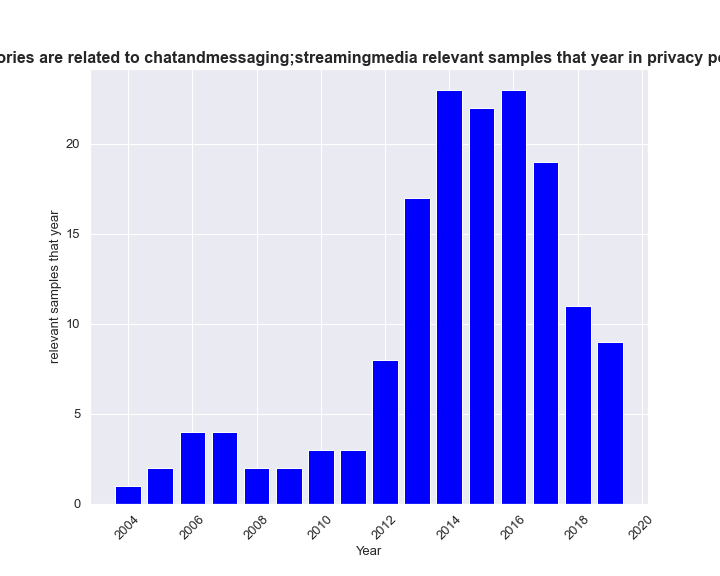 ories are related to chatandmessaging;streamingmedia relevant samples that year in privacy po
20
15
10
5
0
relevant samples that year
2004 2006 2008 2010 2012 2014 2016 2018 2020
Year